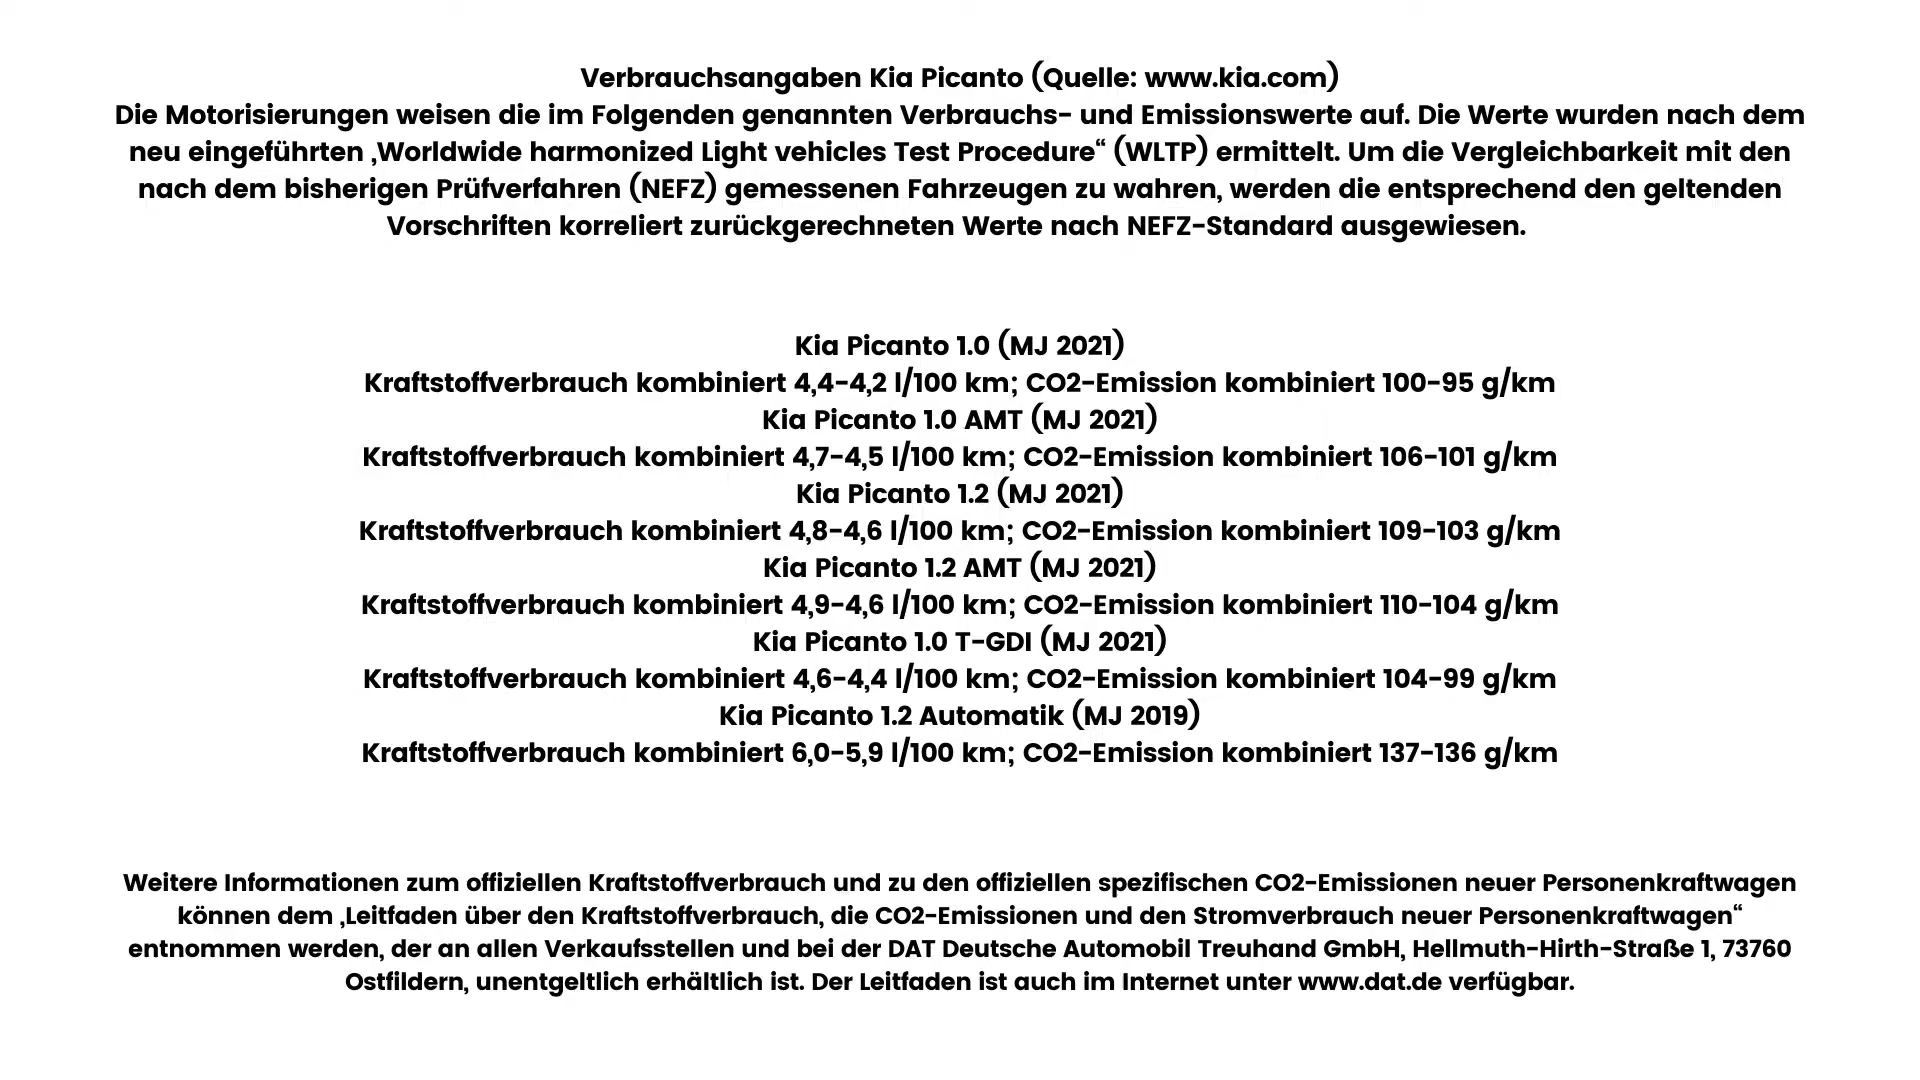 Verbrauchsangaben Kia Picanto (Quelle: www.kia.com)
Die Motorisierungen weisen die im Folgenden genannten Verbrauchs- und Emissionswerte auf. Die Werte wurden nach dem
neu eingeführten ‚Worldwide harmonized Light vehicles Test Procedure“ (WLTP) ermittelt. Um die Vergleichbarkeit mit den
nach dem bisherigen Prüfverfahren (NEFZ) gemessenen Fahrzeugen zu wahren, werden die entsprechend den geltenden
Vorschriften korreliert zurückgerechneten Werte nach NEFZ-Standard ausgewiesen.
Kia Picanto 1.0 (MJ 2021)
Kraftstoffverbrauch kombiniert 4,4-4,2 l/100 km; CO2-Emission kombiniert 100-95 g/km
Kia Picanto 1.0 AMT (MJ 2021)
Kraftstoffverbrauch kombiniert 4,7-4,5 l/100 km; CO2-Emission kombiniert 106-101 g/km
Kia Picanto 1.2 (MJ 2021)
Kraftstoffverbrauch kombiniert 4,8-4,6 l/100 km; CO2-Emission kombiniert 109-103 g/km
Kia Picanto 1.2 AMT (MJ 2021)
Kraftstoffverbrauch kombiniert 4,9-4,6 l/100 km; CO2-Emission kombiniert 110-104 g/km
Kia Picanto 1.0 T-GDI (MJ 2021)
Kraftstoffverbrauch kombiniert 4,6-4,4 l/100 km; CO2-Emission kombiniert 104-99 g/km
Kia Picanto 1.2 Automatik (MJ 2019)
Kraftstoffverbrauch kombiniert 6,0-5,9 l/100 km; CO2-Emission kombiniert 137-136 g/km
Weitere Informationen zum offiziellen Kraftstoffverbrauch und zu den offiziellen spezifischen CO2-Emissionen neuer Personenkraftwagen
können dem ‚Leitfaden über den Kraftstoffverbrauch, die CO2-Emissionen und den Stromverbrauch neuer Personenkraftwagen“
entnommen werden, der an allen Verkaufsstellen und bei der DAT Deutsche Automobil Treuhand GmbH, Hellmuth-Hirth-Straße 1, 73760
Ostfildern, unentgeltlich erhältlich ist. Der Leitfaden ist auch im Internet unter www.dat.de verfügbar.